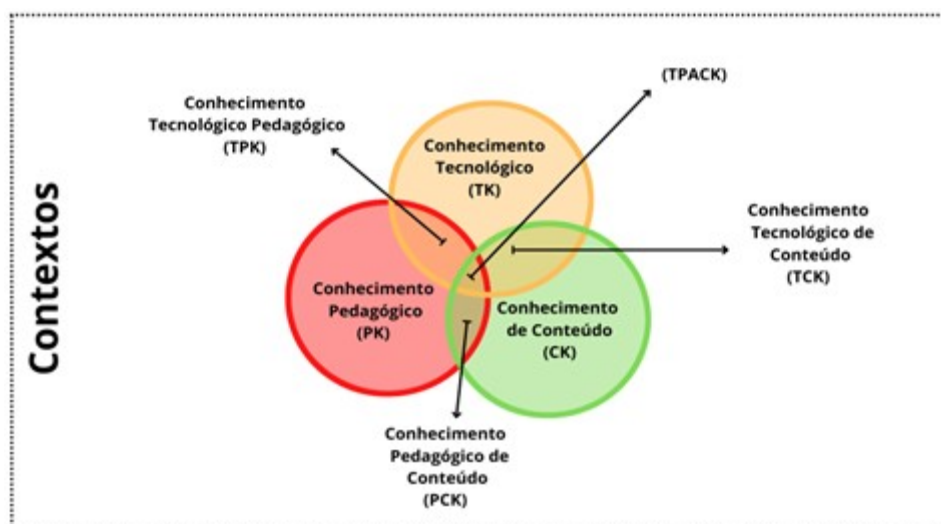 Contextos
(TPACK)
Conhecimento
Tecnológico Pedagógico
(TPK)
Conhecimento
Tecnológico
(TK)
Conhecimento
Tecnológico de
Conteúdo
(TCK)
Conhecimento
Pedagógico
(PK)
Conhecimento
de Conteúdo
(CK)
Conhecimento
Pedagógico de
Conteúdo
(PCK)